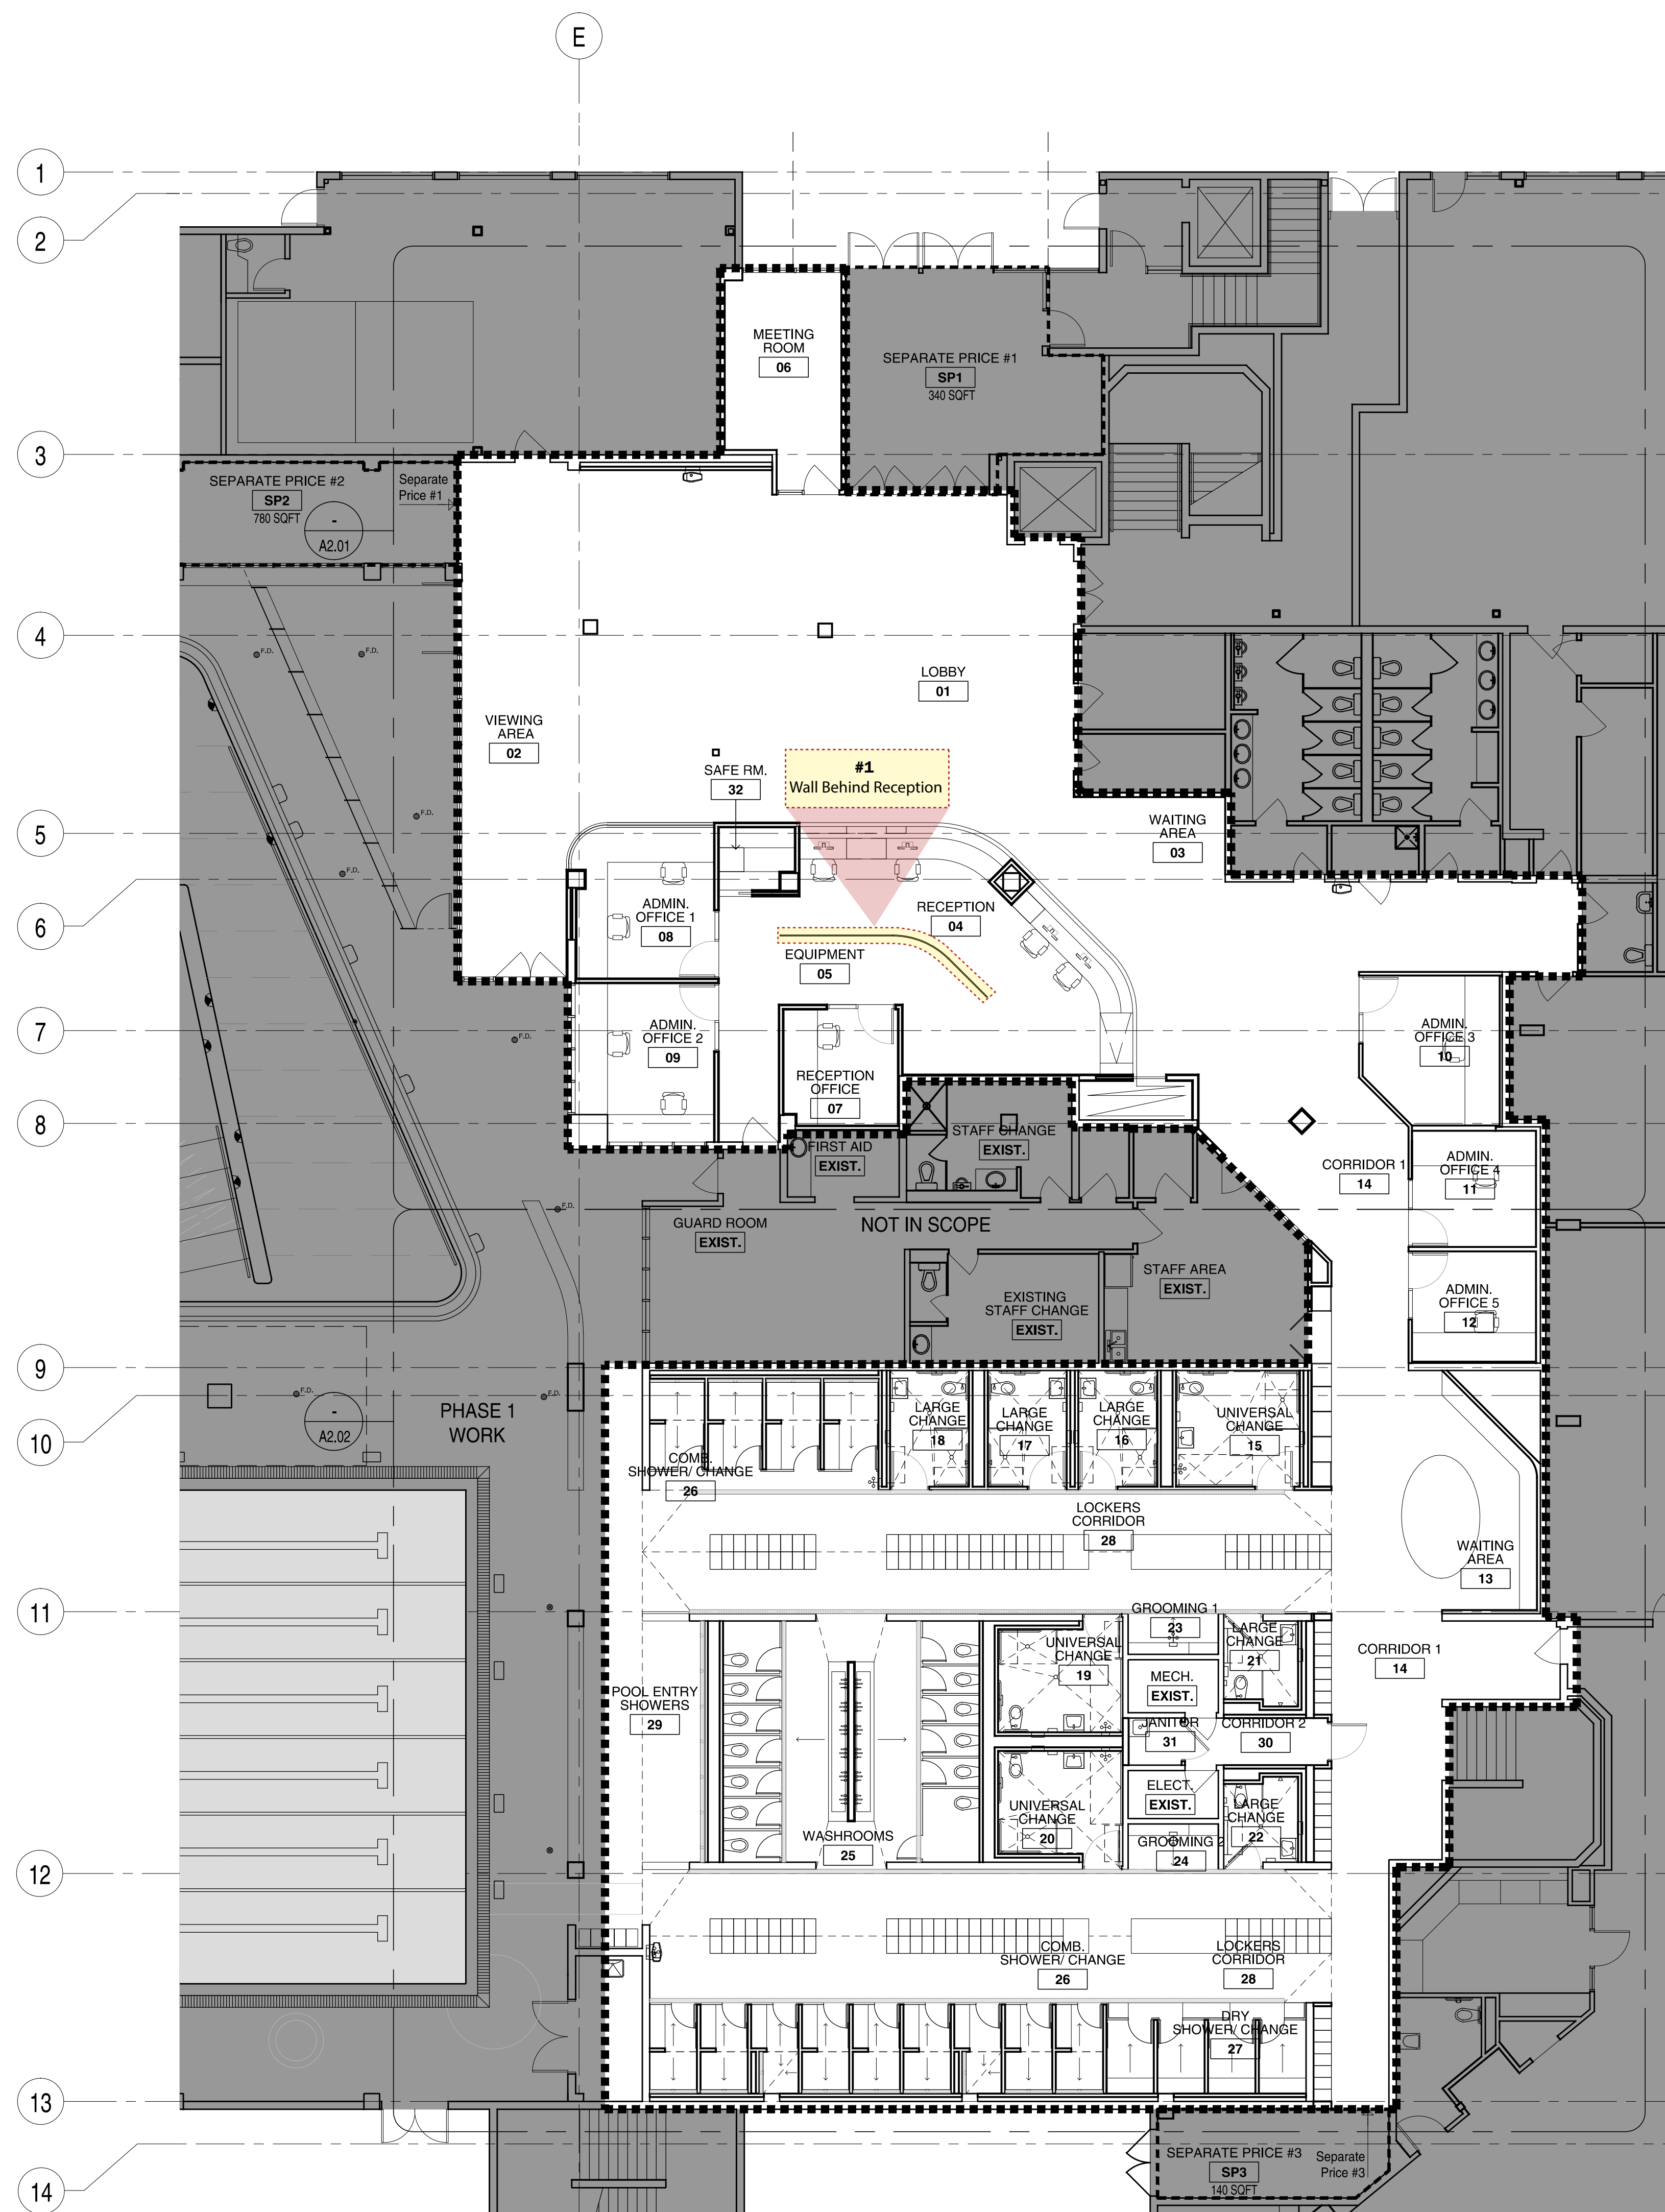 E
1
2
MEETING
ROOM
06
SEPARATE PRICE #1
SP1
340 SQFT
3
SEPARATE PRICE #2
SP2
780 SQFT
Separate
Price #1
-
A2.01
4
F.D.
F.D.
LOBBY
01
VIEWING
AREA
02
SAFE RM.
32
#1
Wall Behind Reception
F.D.
5
WAITING
AREA
03
F.D.
6
ADMIN.
OFFICE 1
08
RECEPTION
04
EQUIPMENT
05
7
F.D.
ADMIN.
OFFICE 2
09
ADMIN.
OFFICE 3
10
RECEPTION
OFFICE
07
8
FIRST AID
EXIST.
STAFF CHANGE
EXIST.
CORRIDOR 1
14
ADMIN.
OFFICE 4
11
F.D.
GUARD ROOM
EXIST.
NOT IN SCOPE
STAFF AREA
EXIST.
EXISTING
STAFF CHANGE
EXIST.
ADMIN.
OFFICE 5
12
9
F.D.
F.D.
-
A2.02
PHASE 1
WORK
10
LARGE
CHANGE
18
LARGE
CHANGE
17
LARGE
CHANGE
16
UNIVERSAL
CHANGE
15
COMB.
SHOWER/ CHANGE
26
LOCKERS
CORRIDOR
28
WAITING
AREA
13
11
GROOMING 1
23
UNIVERSAL
CHANGE
19
LARGE
CHANGE
21
CORRIDOR 1
14
MECH.
EXIST.
POOL ENTRY
SHOWERS
29
JANITOR
31
CORRIDOR 2
30
ELECT.
EXIST.
UNIVERSAL
CHANGE
20
LARGE
CHANGE
22
WASHROOMS
25
GROOMING 2
24
12
COMB.
SHOWER/ CHANGE
26
LOCKERS
CORRIDOR
28
DRY
SHOWER/ CHANGE
27
13
SEPARATE PRICE #3
SP3
140 SQFT
Separate
Price #3
14